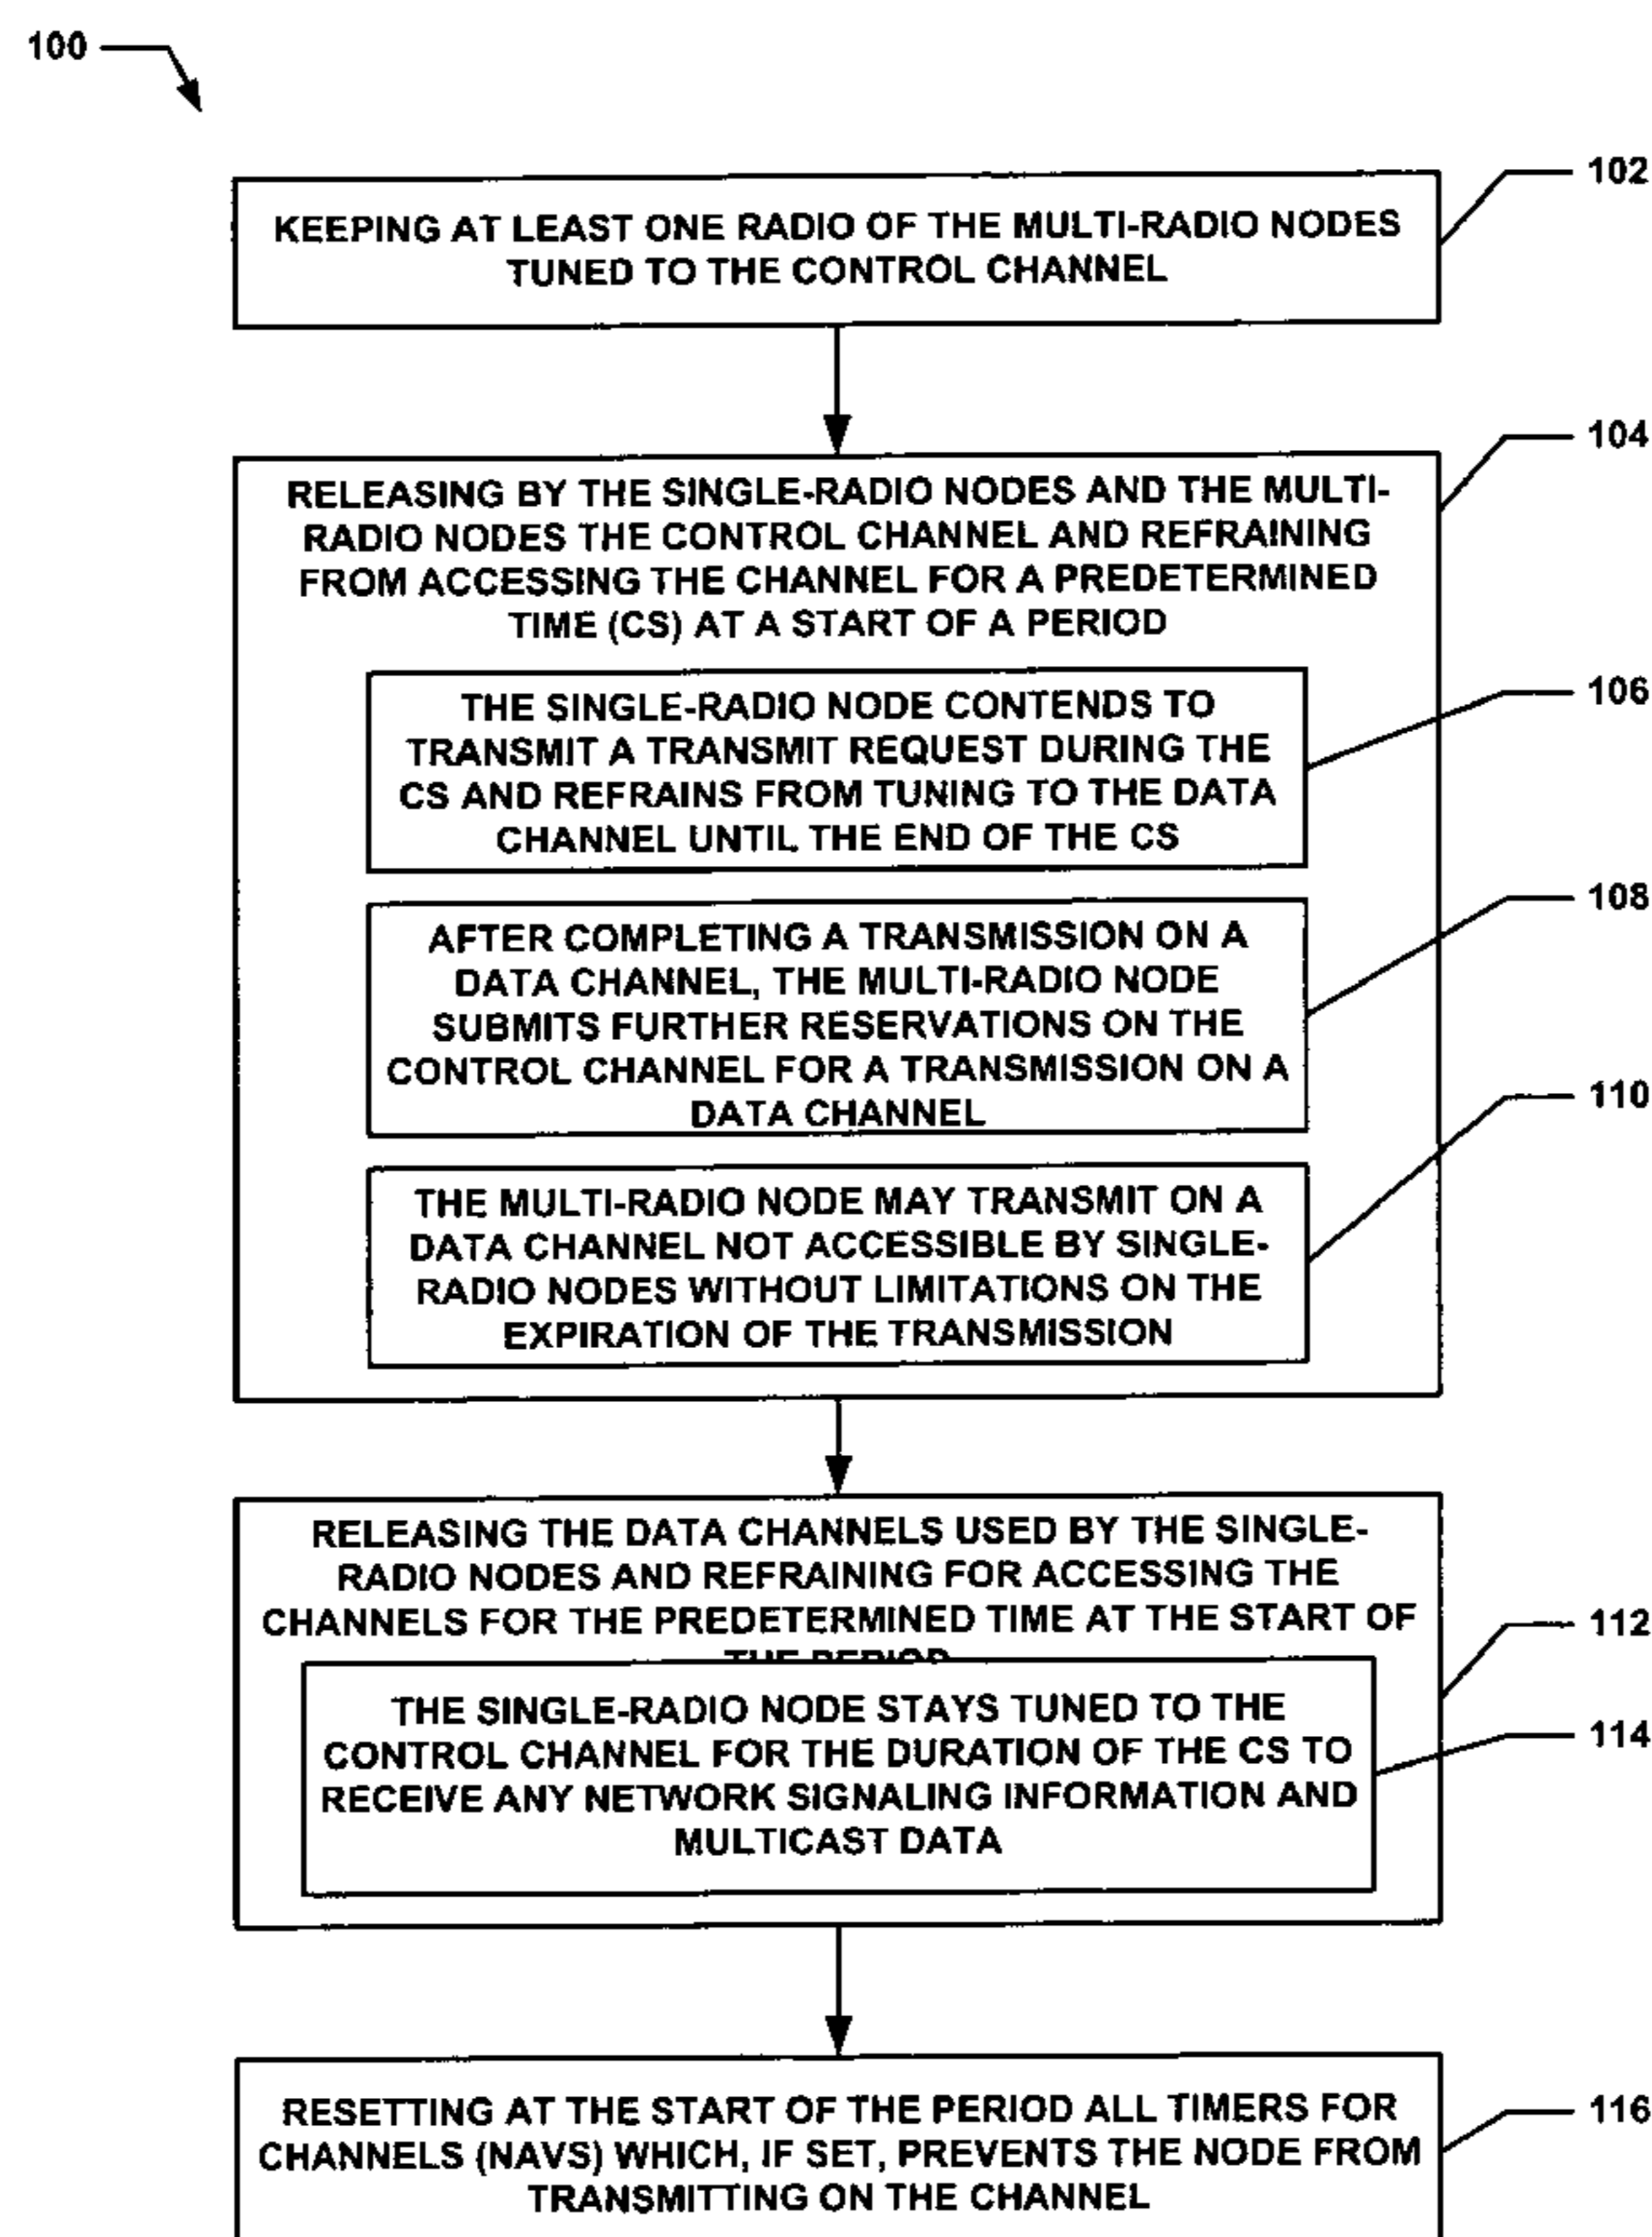 100
102
KEEPING AT LEAST ONE RADIO OF THE MULTI-RADIO NODES
TUNED TO THE CONTROL CHANNEL
104
RELEASING BY THE SINGLE-RADIO NODES AND THE MULTI-
RADIO NODES THE CONTROL CHANNEL AND REFRAINING
FROM ACCESSING THE CHANNEL FOR A PREDETERMINED
TIME (CS) AT A START OF A PERIOD
106
THE SINGLE-RADIO NODE CONTENDS TO
TRANSMIT A TRANSMIT REQUEST DURING THE
CS AND REFRAINS FROM TUNING TO THE DATA
CHANNEL UNTIL THE END OF THE CS
108
AFTER COMPLETING A TRANSMISSION ON A
DATA CHANNEL, THE MULTI-RADIO NODE
SUBMITS FURTHER RESERVATIONS ON THE
CONTROL CHANNEL FOR A TRANSMISSION ON A
DATA CHANNEL
110
THE MULTI-RADIO NODE MAY TRANSMIT ON A
DATA CHANNEL NOT ACCESSIBLE BY SINGLE-
RADIO NODES WITHOUT LIMITATIONS ON THE
EXPIRATION OF THE TRANSMISSION
RELEASING THE DATA CHANNELS USED BY THE SINGLE-
RADIO NODES AND REFRAINING FOR ACCESSING THE
CHANNELS FOR THE PREDETERMINED TIME AT THE START OF
THE PERIOD
112
114
THE SINGLE-RADIO NODE STAYS TUNED TO THE
CONTROL CHANNEL FOR THE DURATION OF THE CS TO
RECEIVE ANY NETWORK SIGNALING INFORMATION AND
MULTICAST DATA
116
RESETTING AT THE START OF THE PERIOD ALL TIMERS FOR
CHANNELS (NAVS) WHICH, IF SET, PREVENTS THE NODE FROM
TRANSMITTING ON THE CHANNEL